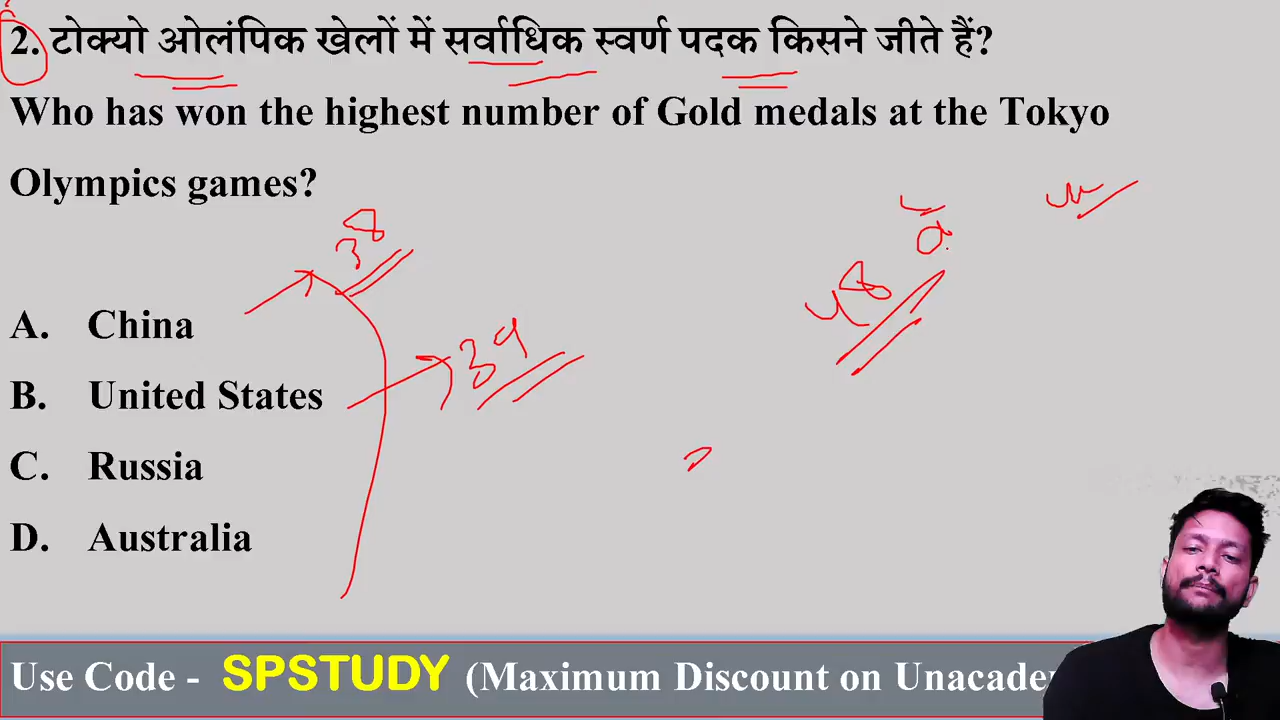 2. टोक्यो ओलंपिक खेलों में सर्वाधिक स्वर्ण पदक किसने जीते हैं?
Who has won the highest number of Gold medals at the Tokyo
Olympics games?
38
48
A. China
39
B. United States
C. Russia
D. Australia
Use Code - SPSTUDY (Maximum Discount on